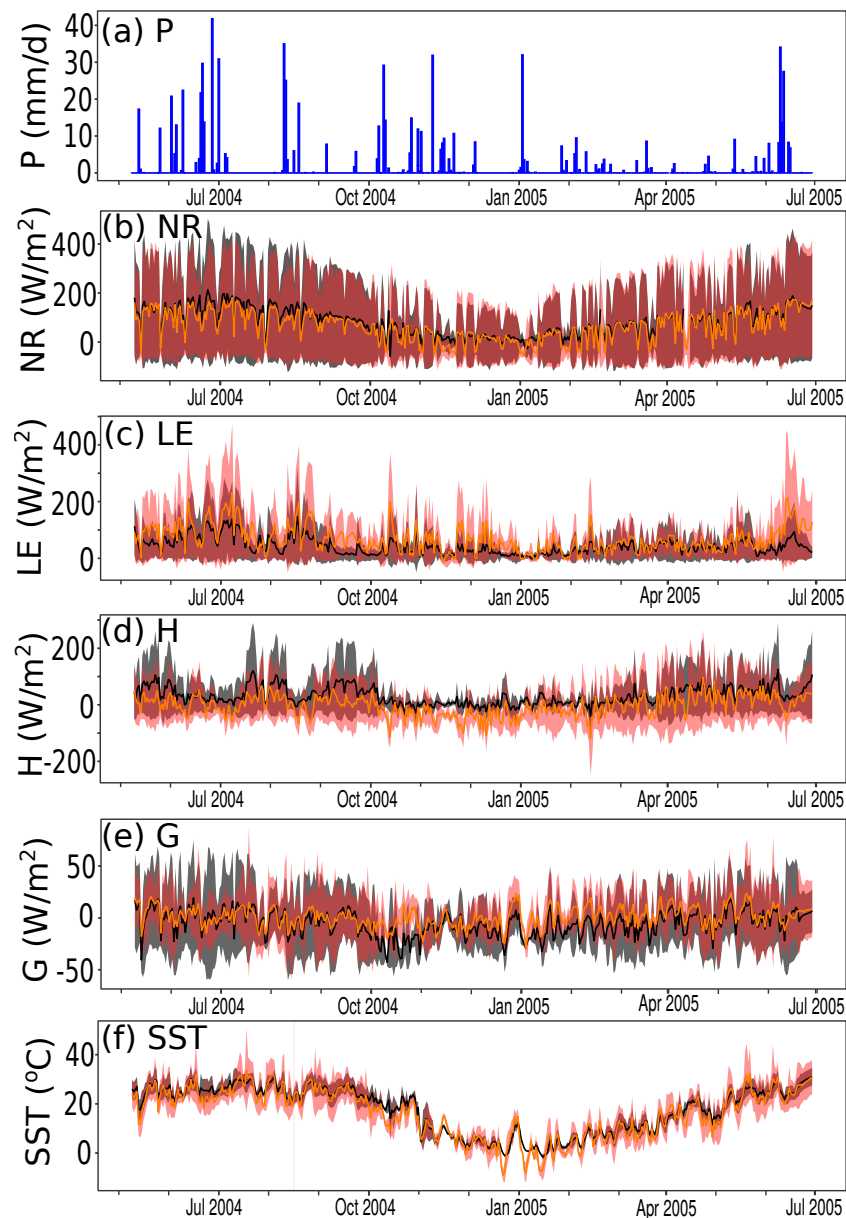 (a) P
P (mm/d)
40
30
20
10
0
Jul 2004
Oct 2004
Jan 2005
Apr 2005
Jul 2005
(b) NR
NR (W/m²)
400
200
0
Jul 2004
Oct 2004
Jan 2005
Apr 2005
Jul 2005
(c) LE
LE (W/m²)
400
200
0
Jul 2004
Oct 2004
Jan 2005
Apr 2005
Jul 2005
(d) H
H (W/m²)
200
0
-200
Jul 2004
Oct 2004
Jan 2005
Apr 2005
Jul 2005
(e) G
G (W/m²)
50
0
-50
Jul 2004
Oct 2004
Jan 2005
Apr 2005
Jul 2005
(f) SST
SST (ºC)
40
20
0
Jul 2004
Oct 2004
Jan 2005
Apr 2005
Jul 2005